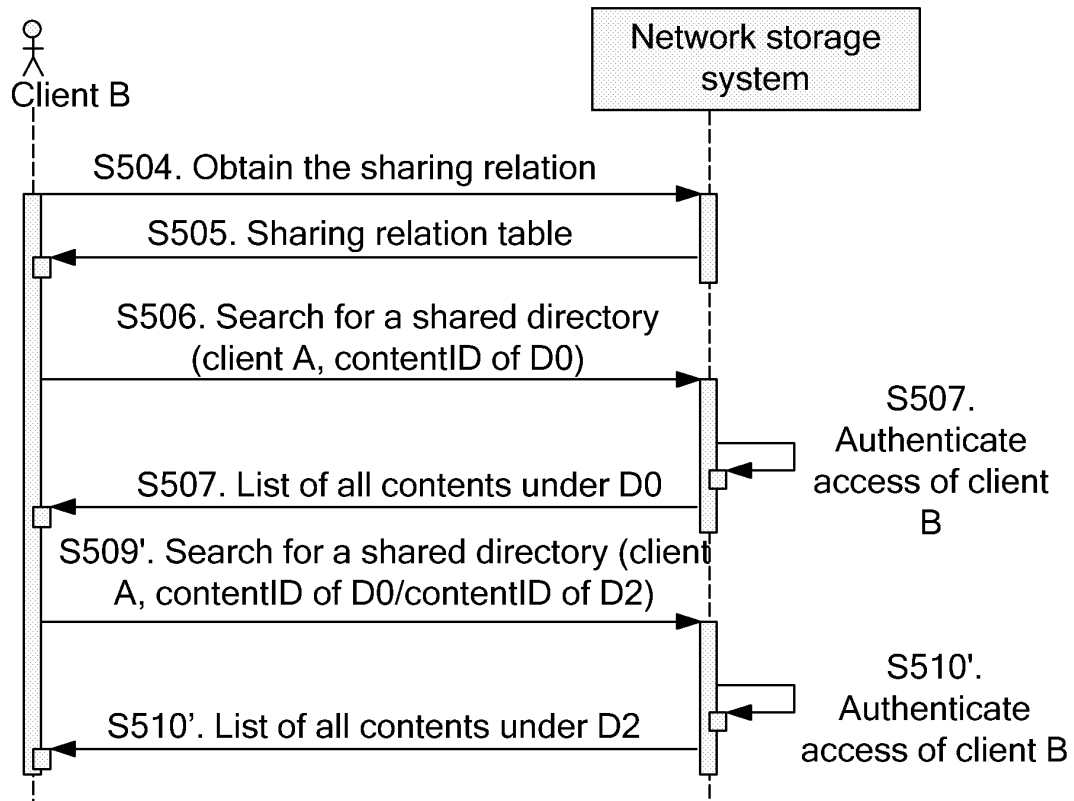 Client B
Network storage
system
S504. Obtain the sharing relation
S505. Sharing relation table
S506. Search for a shared directory
(client A, contentID of D0)
S507.
Authenticate
access of client
B
S507. List of all contents under D0
S509'. Search for a shared directory (client
A, contentID of D0/contentID of D2)
S510'.
Authenticate
access of client B
S510’. List of all contents under D2